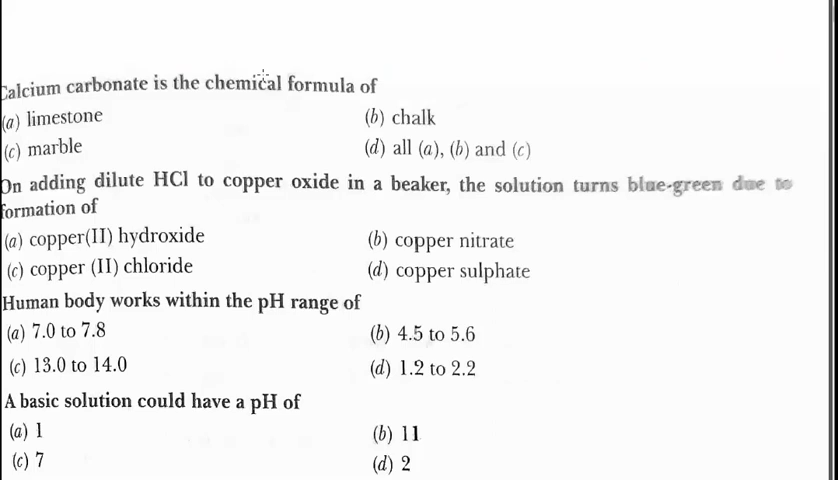 Calcium carbonate is the chemical formula of
(a) limestone (b) chalk
(c) marble (d) all (a), (b) and (c)
On adding dilute HCl to copper oxide in a beaker, the solution turns blue-green due to
formation of
(a) copper(II) hydroxide (b) copper nitrate
(c) copper (II) chloride (d) copper sulphate
Human body works within the pH range of
(a) 7.0 to 7.8 (b) 4.5 to 5.6
(c) 13.0 to 14.0 (d) 1.2 to 2.2
A basic solution could have a pH of
(a) 1 (b) 11
(c) 7 (d) 2